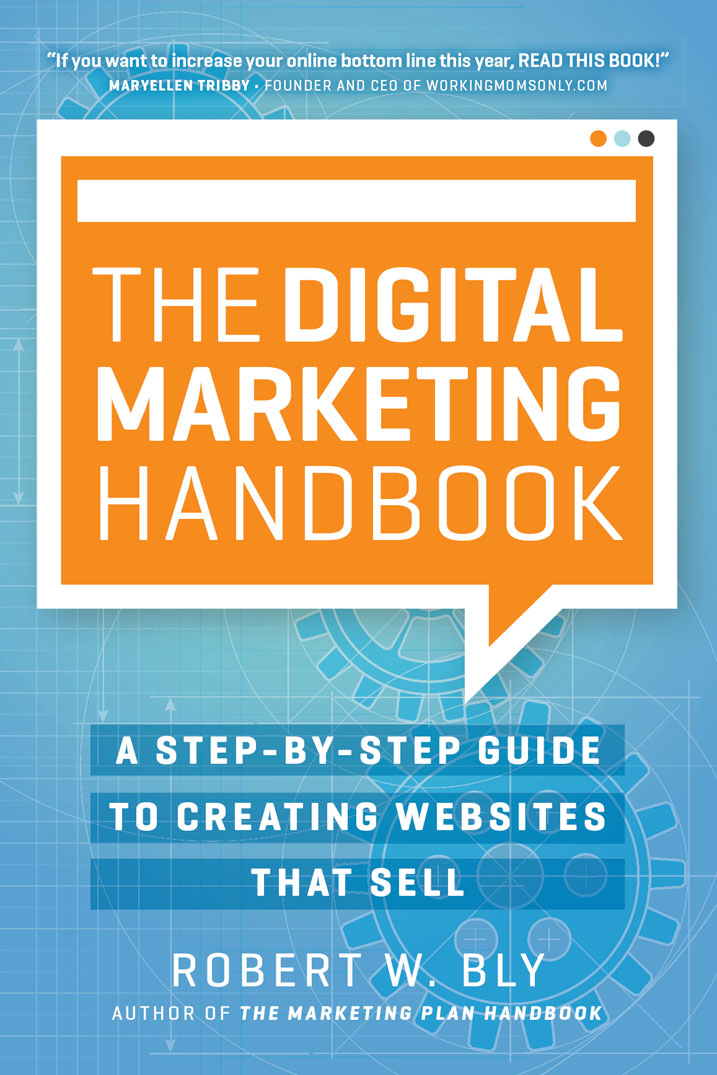 “If you want to increase your online bottom line this year, READ THIS BOOK!”
MARYELLEN TRIBBY • FOUNDER AND CEO OF WORKINGMOMSONLY.COM
THE DIGITAL
MARKETING
HANDBOOK
A STEP-BY-STEP GUIDE
TO CREATING WEBSITES
THAT SELL
ROBERT W. BLY
AUTHOR OF THE MARKETING PLAN HANDBOOK